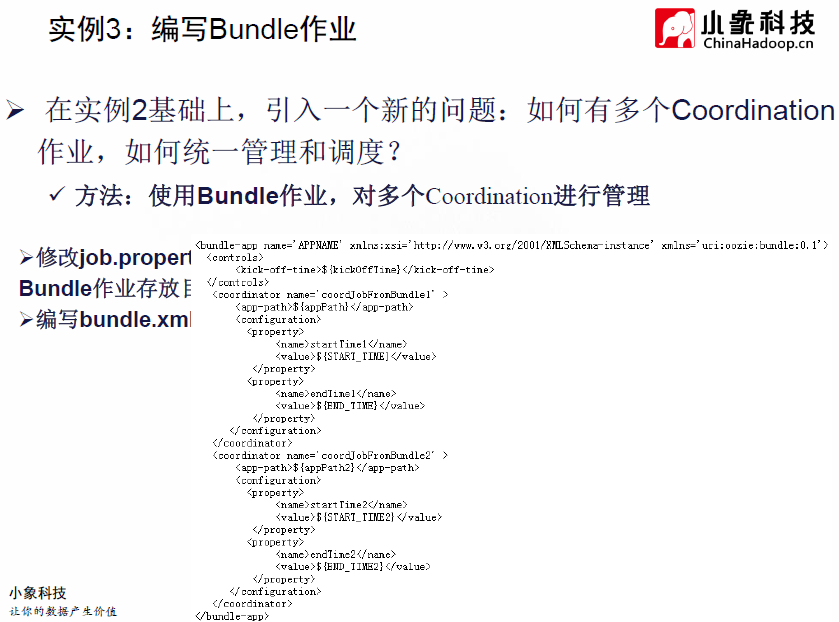 实例3：编写Bundle作业
小象科技
ChinaHadoop.cn
➢ 在实例2基础上，引入一个新的问题：如何有多个Coordination
作业，如何统一管理和调度？
✓ 方法：使用Bundle作业，对多个Coordination进行管理
➢修改job.propert
Bundle作业存放目
➢编写bundle.xml
<bundle-app name='APPNAME' xmlns:xsi='http://www.w3.org/2001/XMLSchema-instance' xmlns='uri:oozie:bundle:0.1'>
<controls>
<kick-off-time>${kickOffTime}</kick-off-time>
</controls>
<coordinator name='coordJobFromBundle1' >
<app-path>${appPath}</app-path>
<configuration>
<property>
<name>startTime1</name>
<value>${START_TIME}</value>
</property>
<property>
<name>endTime1</name>
<value>${END_TIME}</value>
</property>
</configuration>
</coordinator>
<coordinator name='coordJobFromBundle2' >
<app-path>${appPath2}</app-path>
<configuration>
<property>
<name>startTime2</name>
<value>${START_TIME2}</value>
</property>
<property>
<name>endTime2</name>
<value>${END_TIME2}</value>
</property>
</configuration>
</coordinator>
</bundle-app>
小象科技
让你的数据产生价值